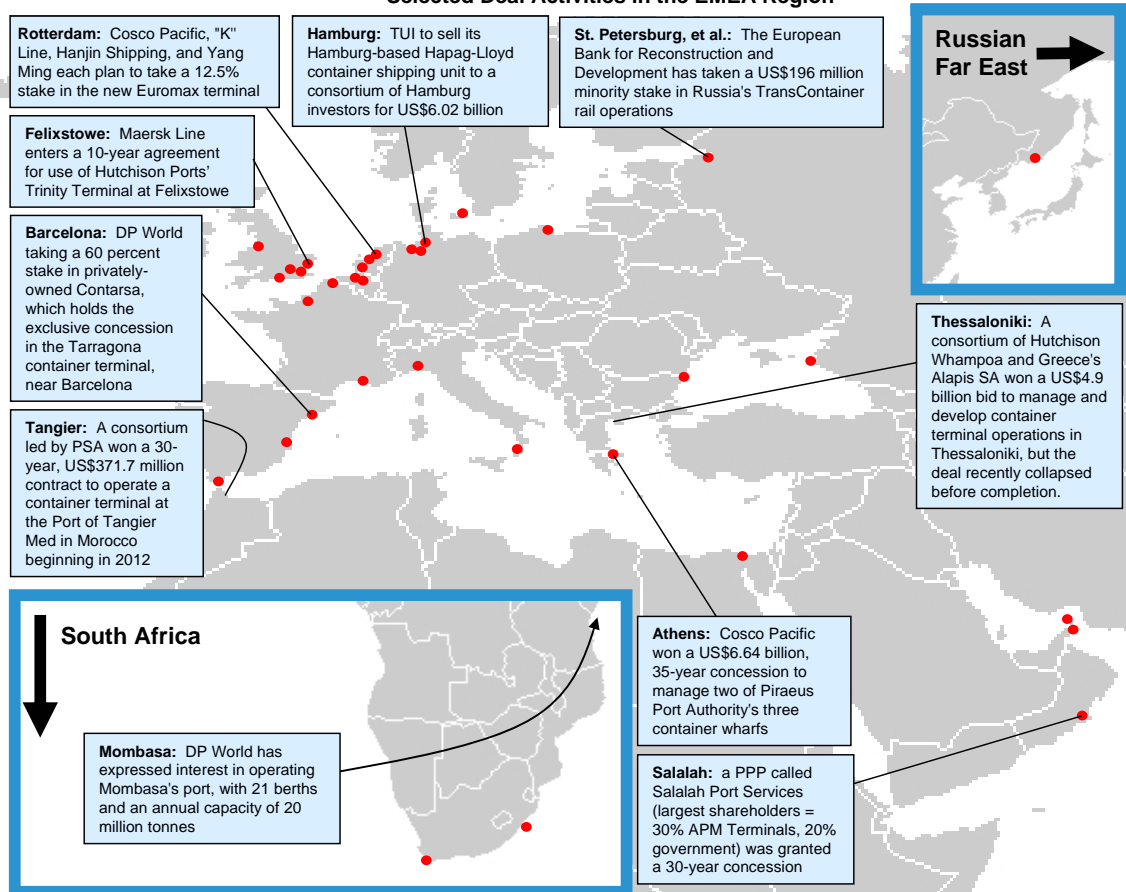 Selected Deal Activities in the EMEA Region
Rotterdam: Cosco Pacific, "K"
Line, Hanjin Shipping, and Yang
Ming each plan to take a 12.5%
stake in the new Euromax terminal
Hamburg: TUI to sell its
Hamburg-based Hapag-Lloyd
container shipping unit to a
consortium of Hamburg
investors for US$6.02 billion
St. Petersburg, et al.: The European
Bank for Reconstruction and
Development has taken a US$196 million
minority stake in Russia's TransContainer
rail operations
Russian
Far East
Felixstowe: Maersk Line
enters a 10-year agreement
for use of Hutchison Ports'
Trinity Terminal at Felixstowe
Barcelona: DP World
taking a 60 percent
stake in privately-
owned Contarsa,
which holds the
exclusive concession
in the Tarragona
container terminal,
near Barcelona
Thessaloniki: A
consortium of Hutchison
Whampoa and Greece's
Alapis SA won a US$4.9
billion bid to manage and
develop container
terminal operations in
Thessaloniki, but the
deal recently collapsed
before completion.
Tangier: A consortium
led by PSA won a 30-
year, US$371.7 million
contract to operate a
container terminal at
the Port of Tangier
Med in Morocco
beginning in 2012
South Africa
Mombasa: DP World has
expressed interest in operating
Mombasa's port, with 21 berths
and an annual capacity of 20
million tonnes
Athens: Cosco Pacific
won a US$6.64 billion,
35-year concession to
manage two of Piraeus
Port Authority's three
container wharfs
Salalah: a PPP called
Salalah Port Services
(largest shareholders =
30% APM Terminals, 20%
government) was granted
a 30-year concession